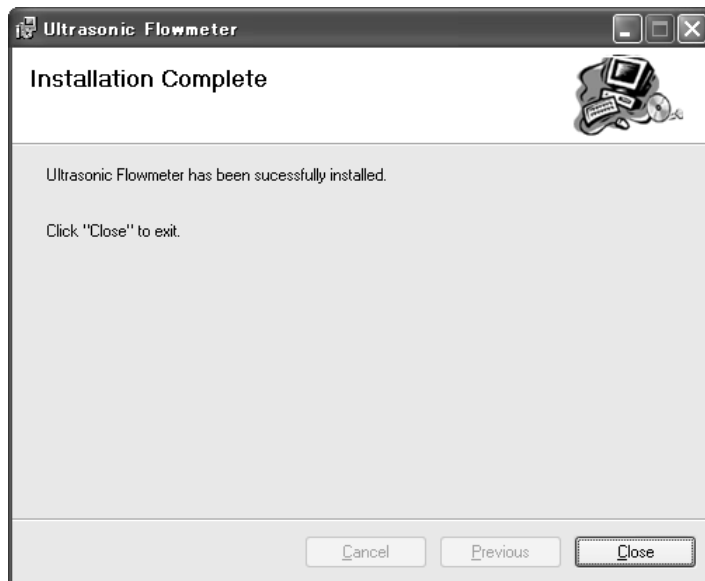 Ultrasonic Flowmeter
Installation Complete
Ultrasonic Flowmeter has been sucessfully installed.
Click "Close" to exit.
Cancel
Previous
Close